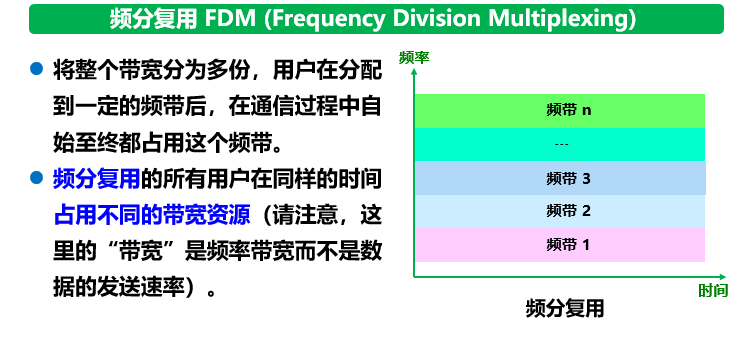 频分复用 FDM (Frequency Division Multiplexing)
将整个带宽分为多份，用户在分配
到一定的频带后，在通信过程中自
始至终都占用这个频带。
频分复用的所有用户在同样的时间
占用不同的带宽资源（请注意，这
里的“带宽”是频率带宽而不是数
据的发送速率）。
频率
频带 n
...
频带 3
频带 2
频带 1
时间
频分复用